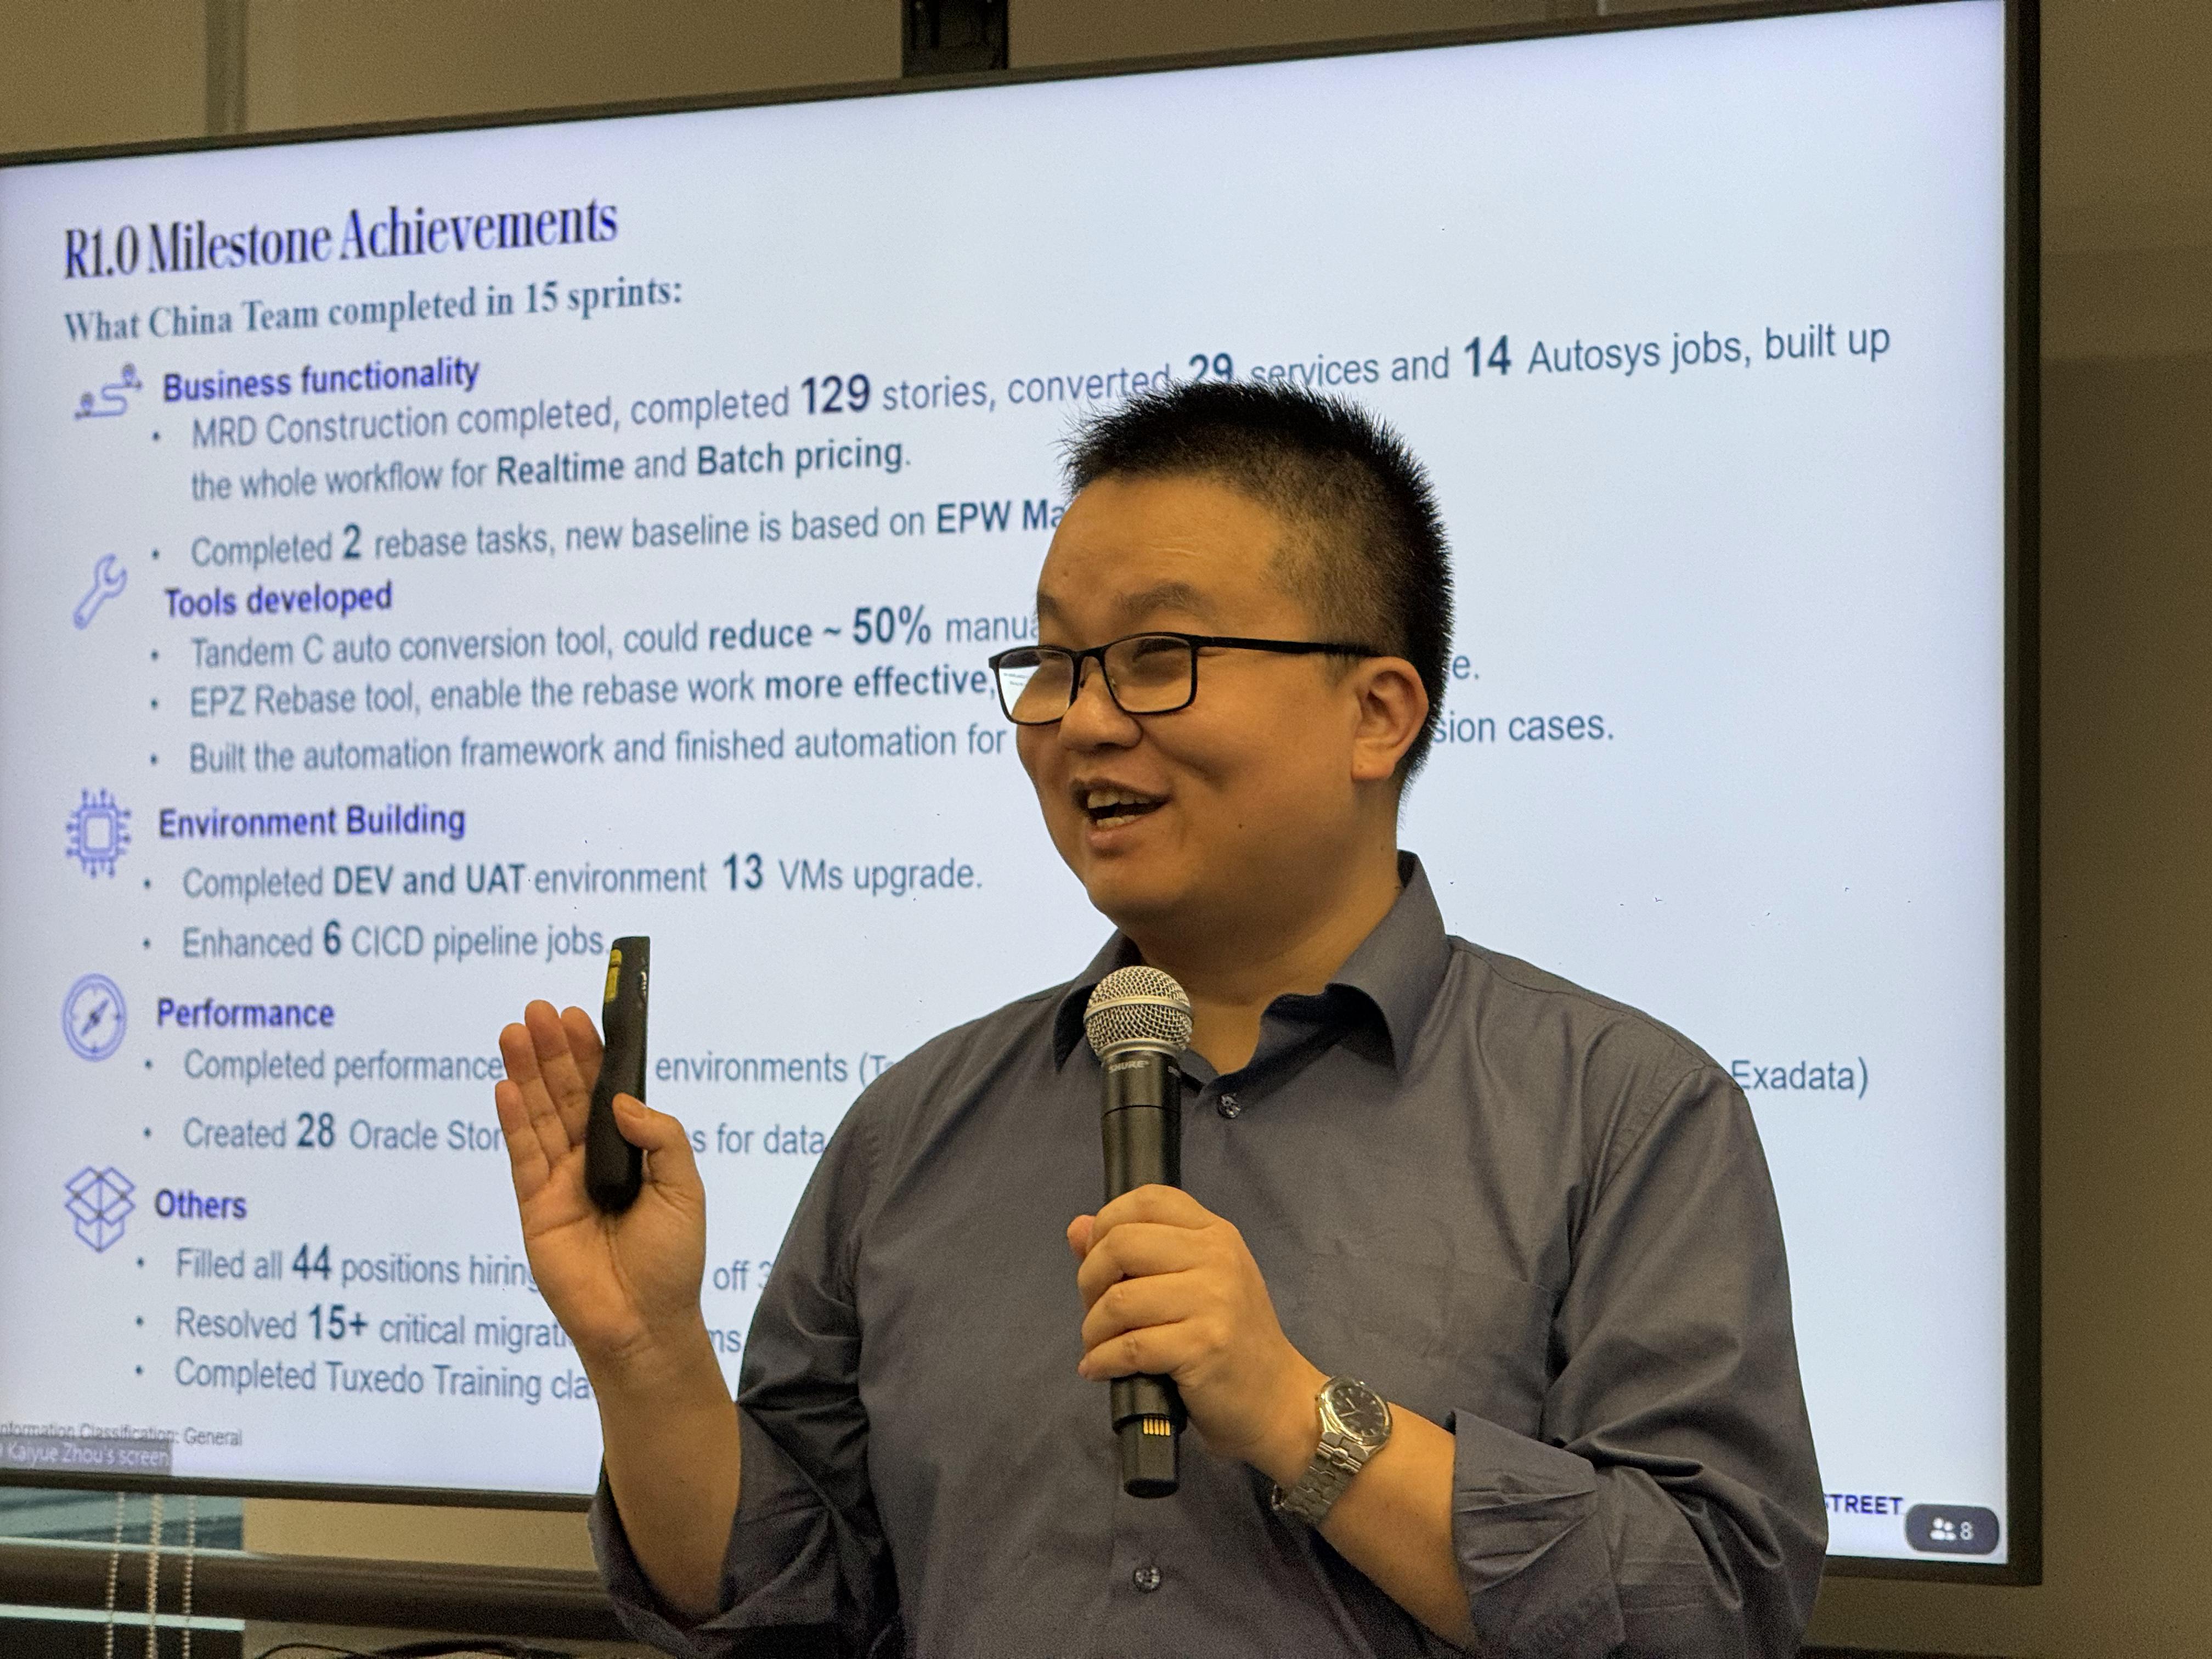 R1.0 Milestone Achievements
What China Team completed in 15 sprints:
Business functionality
• MRD Construction completed, completed 129 stories, converted 29 services and 14 Autosys jobs, built up
the whole workflow for Realtime and Batch pricing.
• Completed 2 rebase tasks, new baseline is based on EPW
Tools developed
• Tandem C auto conversion tool, could reduce ~ 50%
• EPZ Rebase tool, enable the rebase work more effective,
• Built the automation framework and finished automation for cases.
Environment Building
• Completed DEV and UAT environment 13 VMs upgrade.
• Enhanced 6 CICD pipeline jobs.
Performance
• Completed performance environments ( Exadata)
• Created 28 Oracle for data
Others
• Filled all 44 positions hiring off
• Resolved 15+ critical
• Completed Tuxedo Training
Information Classification: General
Kaiyue Zhou's screen
STREET
8
SHURE